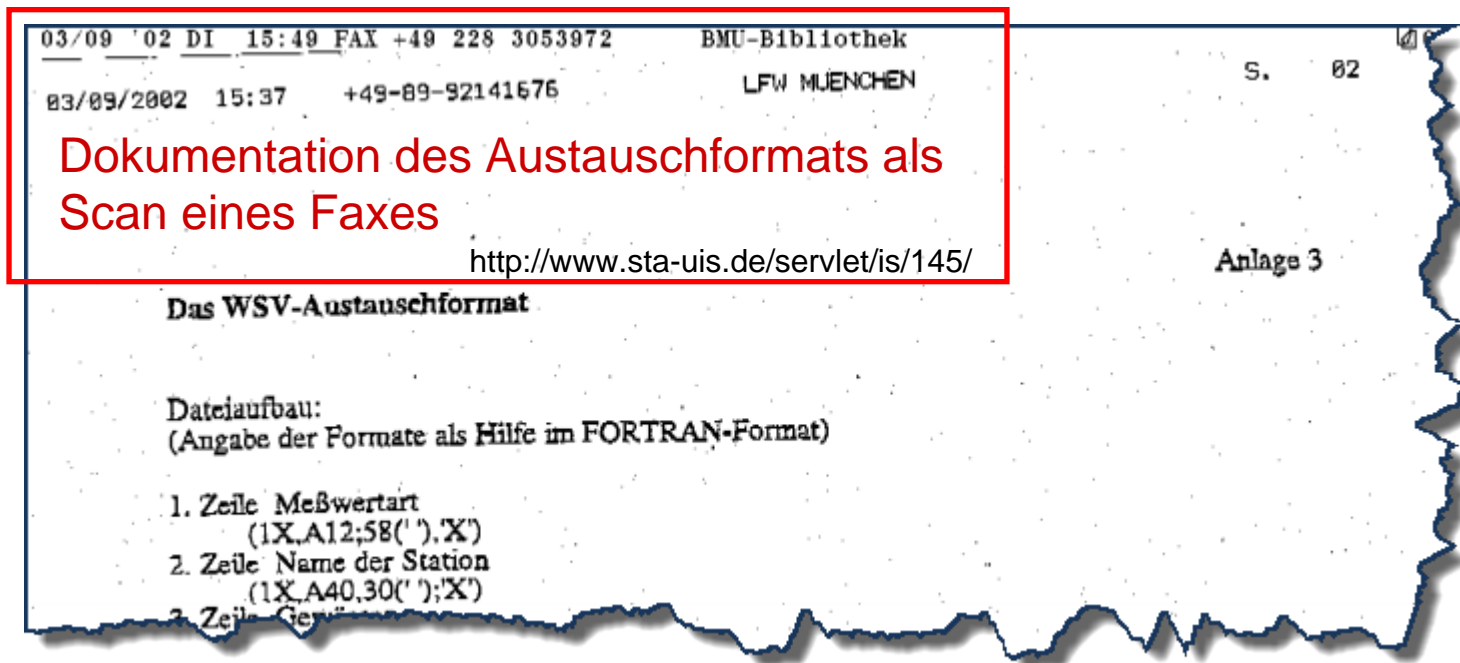 03/09 '02 DI 15:49 FAX +49 228 3053972 BMU-Bibliothek
03/09/2002 15:37 +49-89-92141676 LFW MUENCHEN S. 02
Dokumentation des Austauschformats als
Scan eines Faxes
http://www.sta-uis.de/servlet/is/145/
Anlage 3
Das WSV-Austauschformat
Dateiaufbau:
(Angabe der Formate als Hilfe im FORTRAN-Format)
1. Zeile Meßwertart
(1X,A12;58(' '),'X')
2. Zeile Name der Station
(1X,A40,30(' ');'X')
Zeile